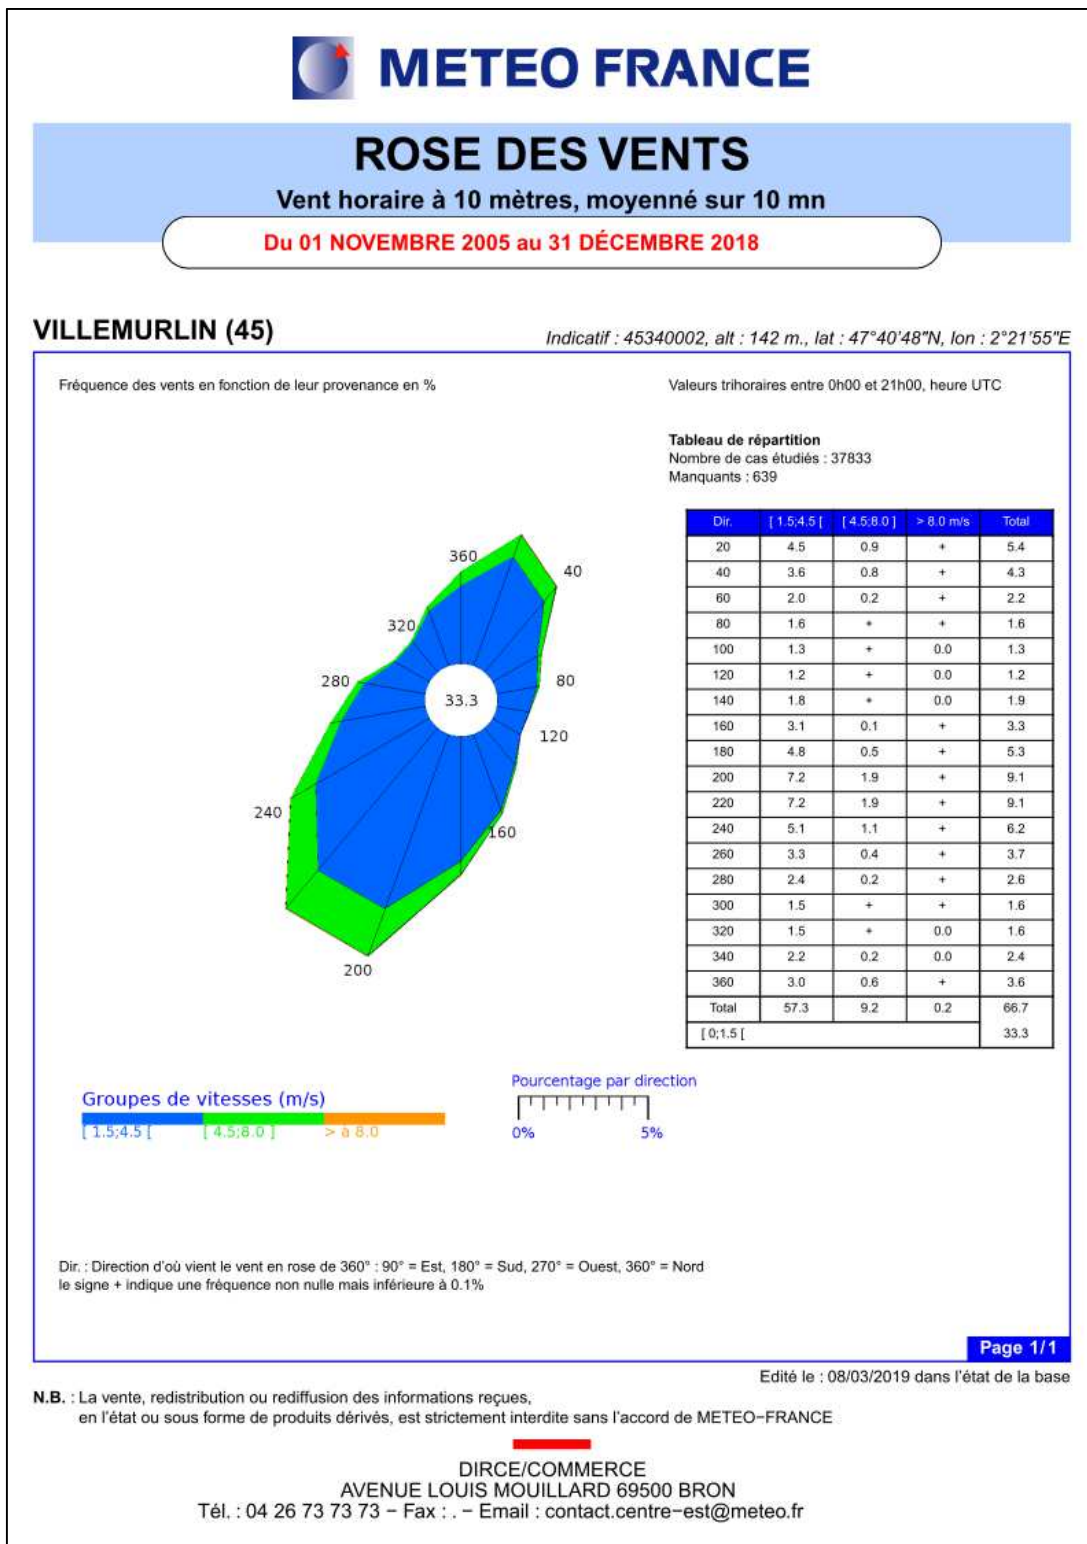 METEO FRANCE
ROSE DES VENTS
Vent horaire à 10 mètres, moyenné sur 10 mn
Du 01 NOVEMBRE 2005 au 31 DÉCEMBRE 2018
VILLEMURLIN (45)
Indicatif : 45340002, alt : 142 m., lat : 47°40'48"N, lon : 2°21'55"E
Fréquence des vents en fonction de leur provenance en %
Valeurs trihoraires entre 0h00 et 21h00, heure UTC
Tableau de répartition
Nombre de cas étudiés : 37833
Manquants : 639
360
40
320
280
33.3
80
120
240
160
200
Dir. [ 1.5;4.5 [ [ 4.5;8.0 ] > 8.0 m/s Total
20 4.5 0.9 + 5.4
40 3.6 0.8 + 4.3
60 2.0 0.2 + 2.2
80 1.6 + + 1.6
100 1.3 + 0.0 1.3
120 1.2 + 0.0 1.2
140 1.8 + 0.0 1.9
160 3.1 0.1 + 3.3
180 4.8 0.5 + 5.3
200 7.2 1.9 + 9.1
220 7.2 1.9 + 9.1
240 5.1 1.1 + 6.2
260 3.3 0.4 + 3.7
280 2.4 0.2 + 2.6
300 1.5 + + 1.6
320 1.5 + 0.0 1.6
340 2.2 0.2 0.0 2.4
360 3.0 0.6 + 3.6
Total 57.3 9.2 0.2 66.7
[ 0;1.5 [ 33.3
Groupes de vitesses (m/s)
[ 1.5;4.5 [ [ 4.5;8.0 ] > à 8.0
Pourcentage par direction
0% 5%
Dir. : Direction d'où vient le vent en rose de 360° : 90° = Est, 180° = Sud, 270° = Ouest, 360° = Nord
le signe + indique une fréquence non nulle mais inférieure à 0.1%
Page 1/1
Edité le : 08/03/2019 dans l'état de la base
N.B. : La vente, redistribution ou rediffusion des informations reçues,
en l'état ou sous forme de produits dérivés, est strictement interdite sans l'accord de METEO−FRANCE
DIRCE/COMMERCE
AVENUE LOUIS MOUILLARD 69500 BRON
Tél. : 04 26 73 73 73 − Fax : . − Email : contact.centre−est@meteo.fr